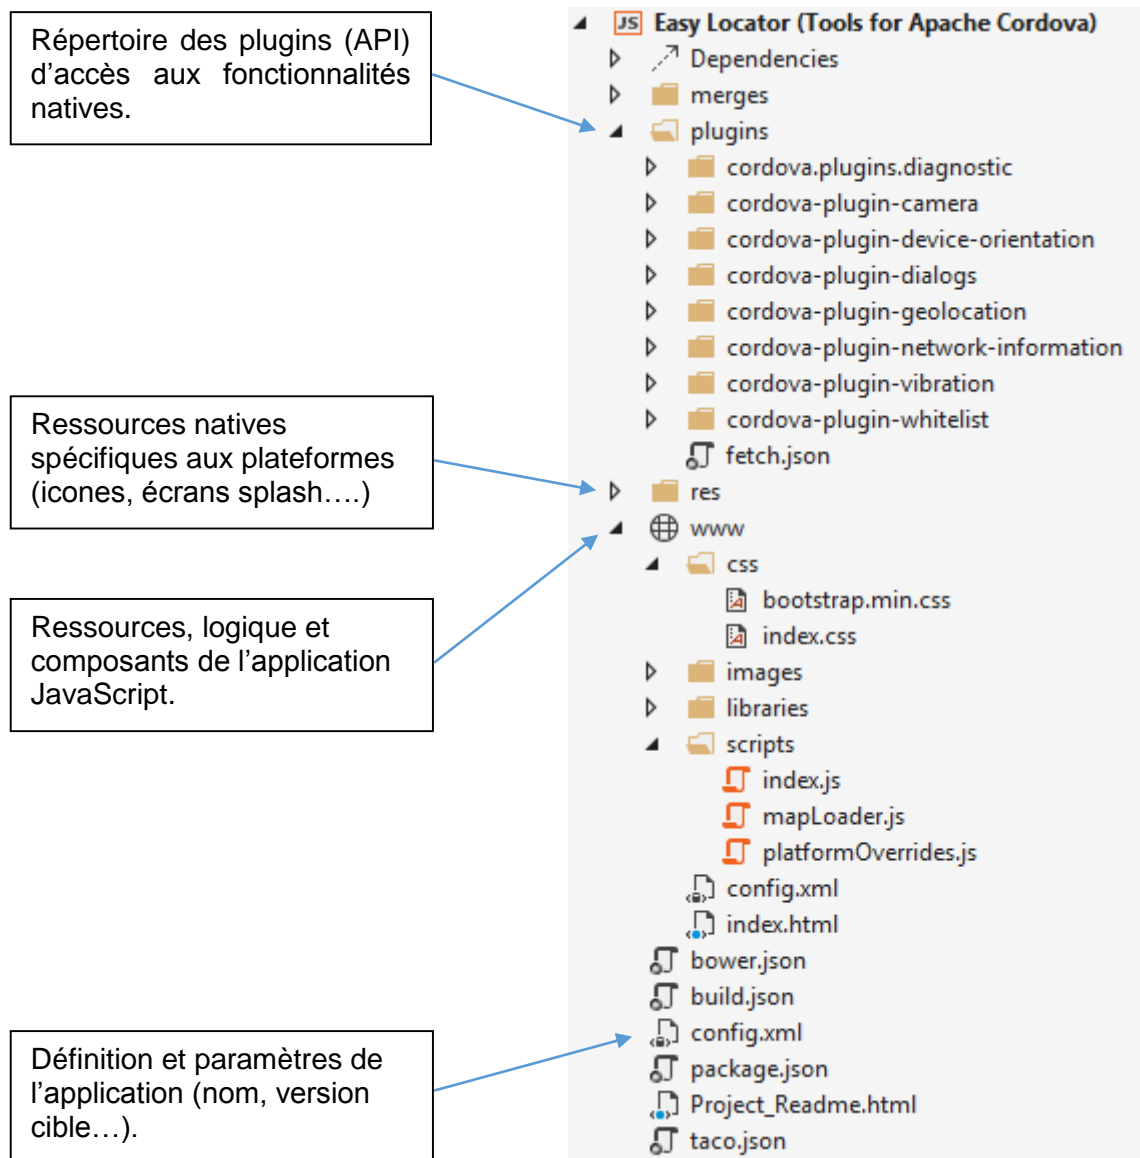 Répertoire des plugins (API)
d’accès aux fonctionnalités
natives.
Ressources natives
spécifiques aux plateformes
(icones, écrans splash….)
Ressources, logique et
composants de l’application
JavaScript.
Définition et paramètres de
l’application (nom, version
cible…).
JS Easy Locator (Tools for Apache Cordova)
Dependencies
merges
plugins
cordova.plugins.diagnostic
cordova-plugin-camera
cordova-plugin-device-orientation
cordova-plugin-dialogs
cordova-plugin-geolocation
cordova-plugin-network-information
cordova-plugin-vibration
cordova-plugin-whitelist
fetch.json
res
www
css
bootstrap.min.css
index.css
images
libraries
scripts
index.js
mapLoader.js
platformOverrides.js
config.xml
index.html
bower.json
build.json
config.xml
package.json
Project_Readme.html
taco.json